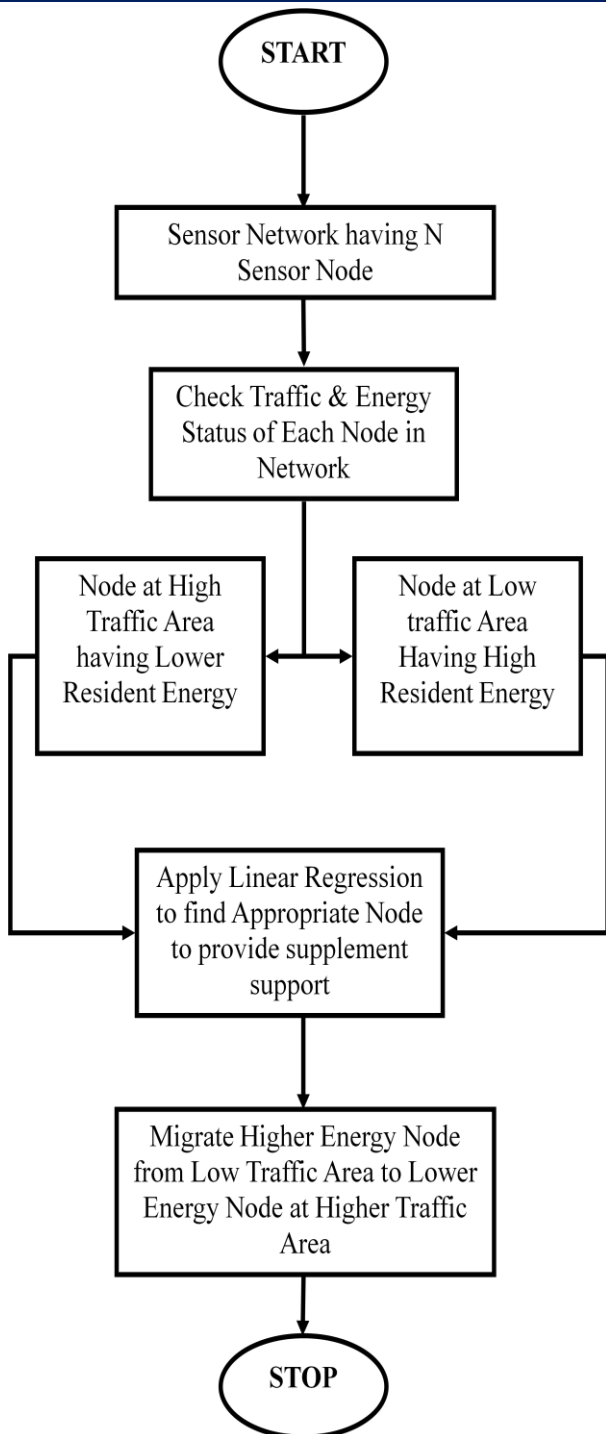 START
Sensor Network having N
Sensor Node
Check Traffic & Energy
Status of Each Node in
Network
Node at High
Traffic Area
having Lower
Resident Energy
Node at Low
traffic Area
Having High
Resident Energy
Apply Linear Regression
to find Appropriate Node
to provide supplement
support
Migrate Higher Energy Node
from Low Traffic Area to Lower
Energy Node at Higher Traffic
Area
STOP